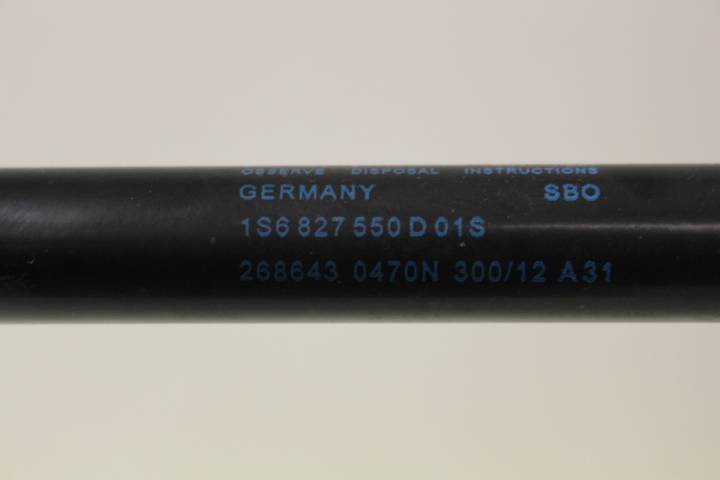 OBSERVE DISPOSAL INSTRUCTIONS
GERMANY SBO
1S6 827 550 D 01S
268643 0470N 300/12 A31